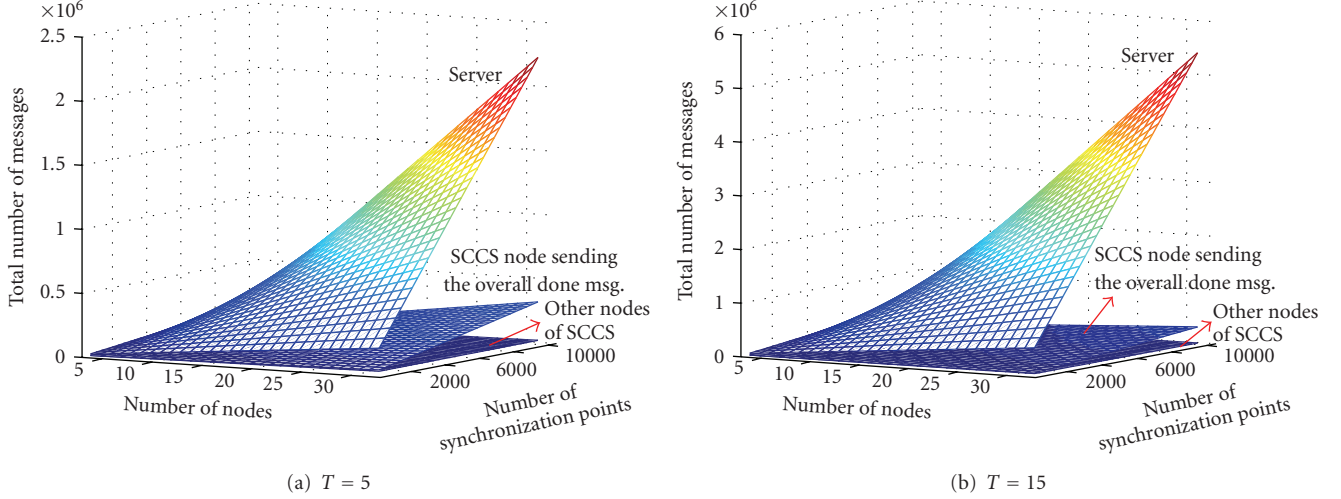 ×10⁶
2.5
2
1.5
1
0.5
0
Total number of messages
Server
SCCS node sending
the overall done msg.
Other nodes
of SCCS
5
10
15
20
25
30
Number of nodes
2000
6000
10000
Number of
synchronization points
(a) T = 5
×10⁶
6
5
4
3
2
1
0
Total number of messages
Server
SCCS node sending
the overall done msg.
Other nodes
of SCCS
5
10
15
20
25
30
Number of nodes
2000
6000
10000
Number of
synchronization points
(b) T = 15